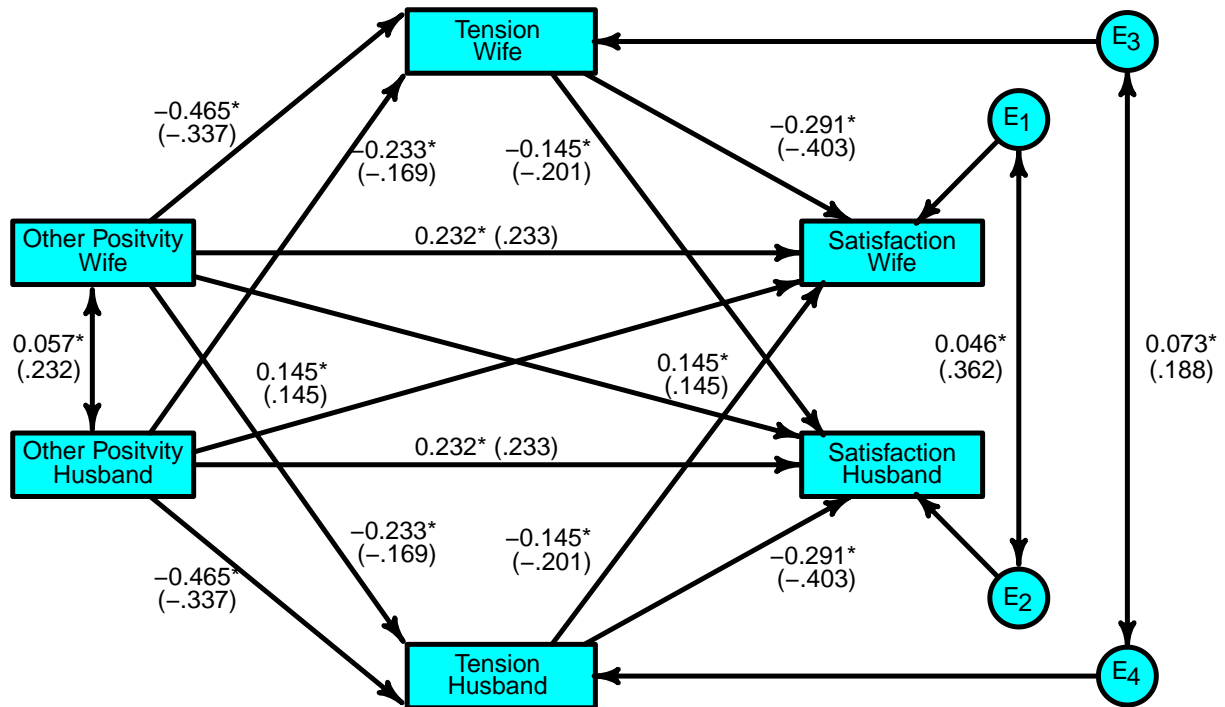 Tension
Wife
E3
−0.465*
(−.337)
−0.233*
(−.169)
−0.145*
(−.201)
−0.291*
(−.403)
E1
Other Positvity
Wife
0.232* (.233)
Satisfaction
Wife
0.057*
(.232)
0.145*
(.145)
0.145*
(.145)
0.046*
(.362)
0.073*
(.188)
Other Positvity
Husband
0.232* (.233)
Satisfaction
Husband
−0.465*
(−.337)
−0.233*
(−.169)
−0.145*
(−.201)
−0.291*
(−.403)
E2
Tension
Husband
E4